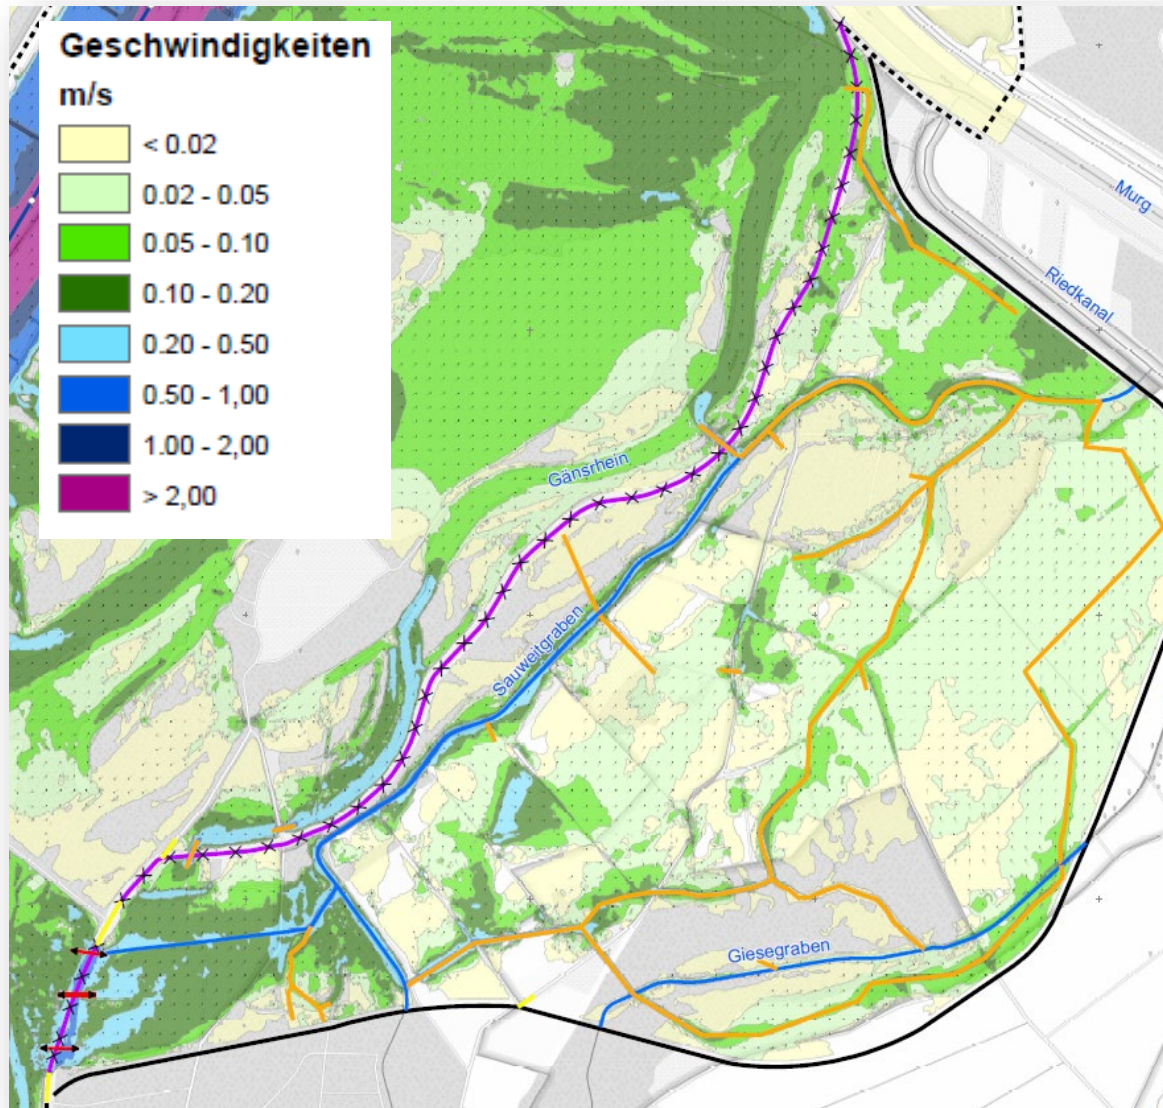 Geschwindigkeiten
m/s
< 0.02
0.02 - 0.05
0.05 - 0.10
0.10 - 0.20
0.20 - 0.50
0.50 - 1,00
1.00 - 2,00
> 2,00
Murg
Riedkanal
Gänsrhein
Sauweitgraben
Giesegraben